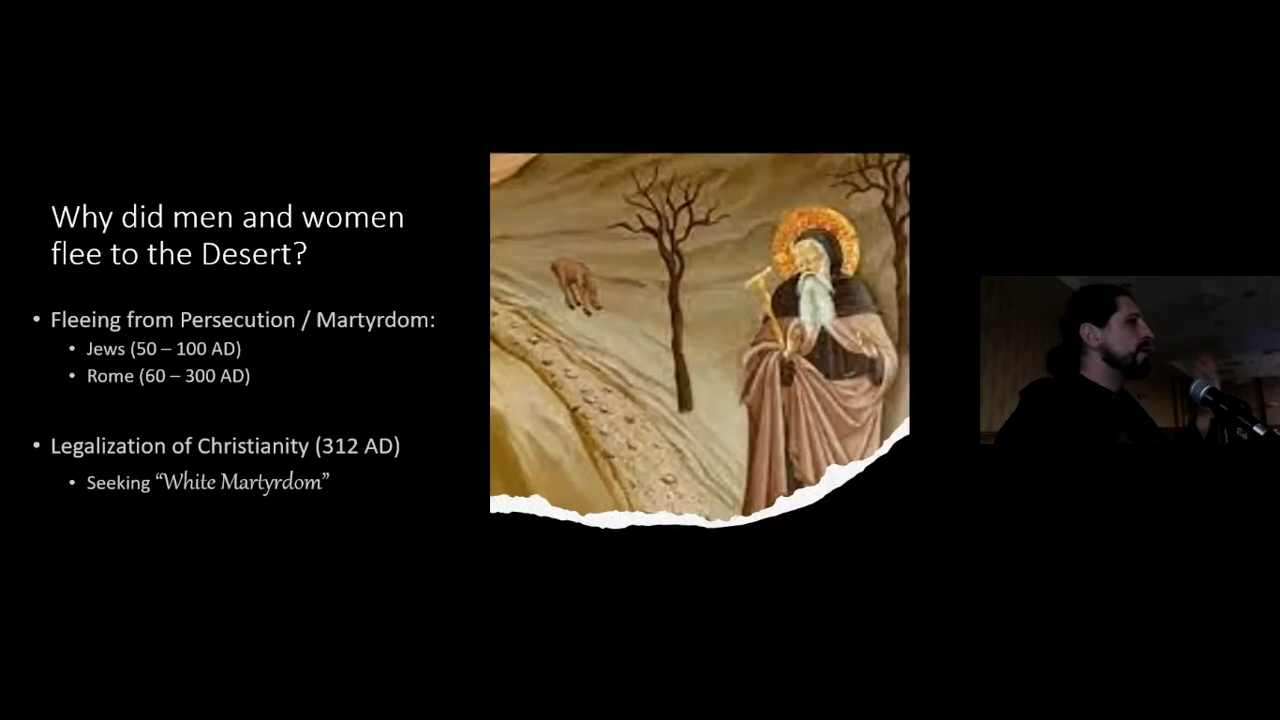 Why did men and women
flee to the Desert?
• Fleeing from Persecution / Martyrdom:
• Jews (50 – 100 AD)
• Rome (60 – 300 AD)
• Legalization of Christianity (312 AD)
• Seeking “White Martyrdom”